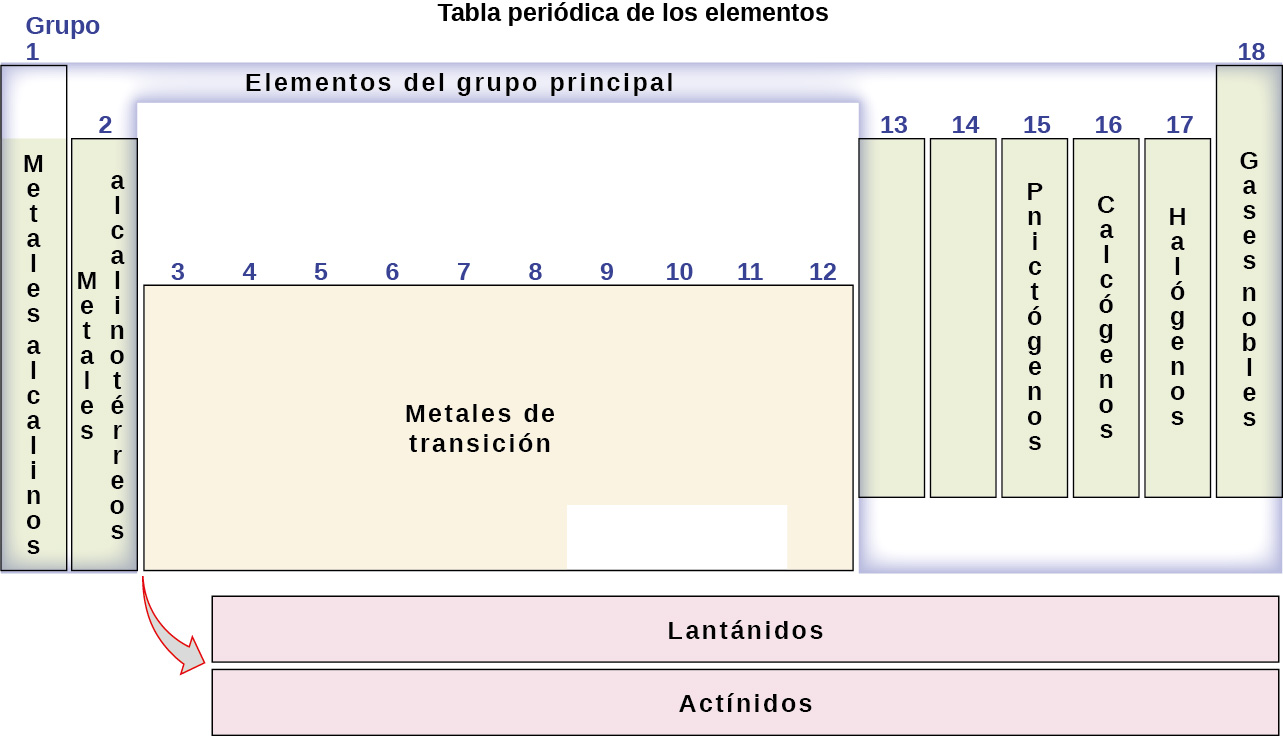 Tabla periódica de los elementos
Grupo
1
18
Elementos del grupo principal
2
13
14
15
16
17
3
4
5
6
7
8
9
10
11
12
Metales alcalinos
Metales
alcalinotérreos
Metales de
transición
Pnictógenos
Calcógenos
Halógenos
Gases nobles
Lantánidos
Actínidos